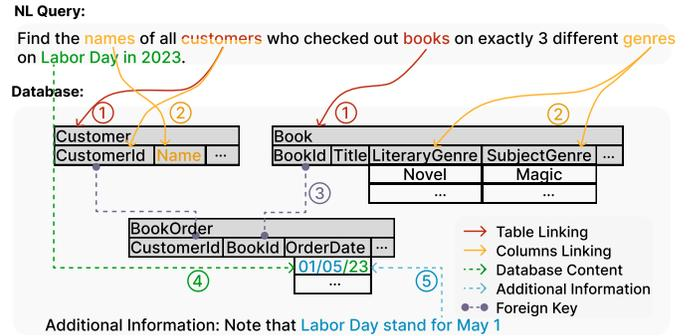 NL Query:
Find the names of all customers who checked out books on exactly 3 different genres
on Labor Day in 2023.
Database:
1 2 1 2
Customer
CustomerId Name ...
Book
BookId Title LiteraryGenre SubjectGenre ...
Novel Magic
... ...
3
BookOrder
CustomerId BookId OrderDate ...
01/05/23
...
4 5
Table Linking
Columns Linking
Database Content
Additional Information
Foreign Key
Additional Information: Note that Labor Day stand for May 1